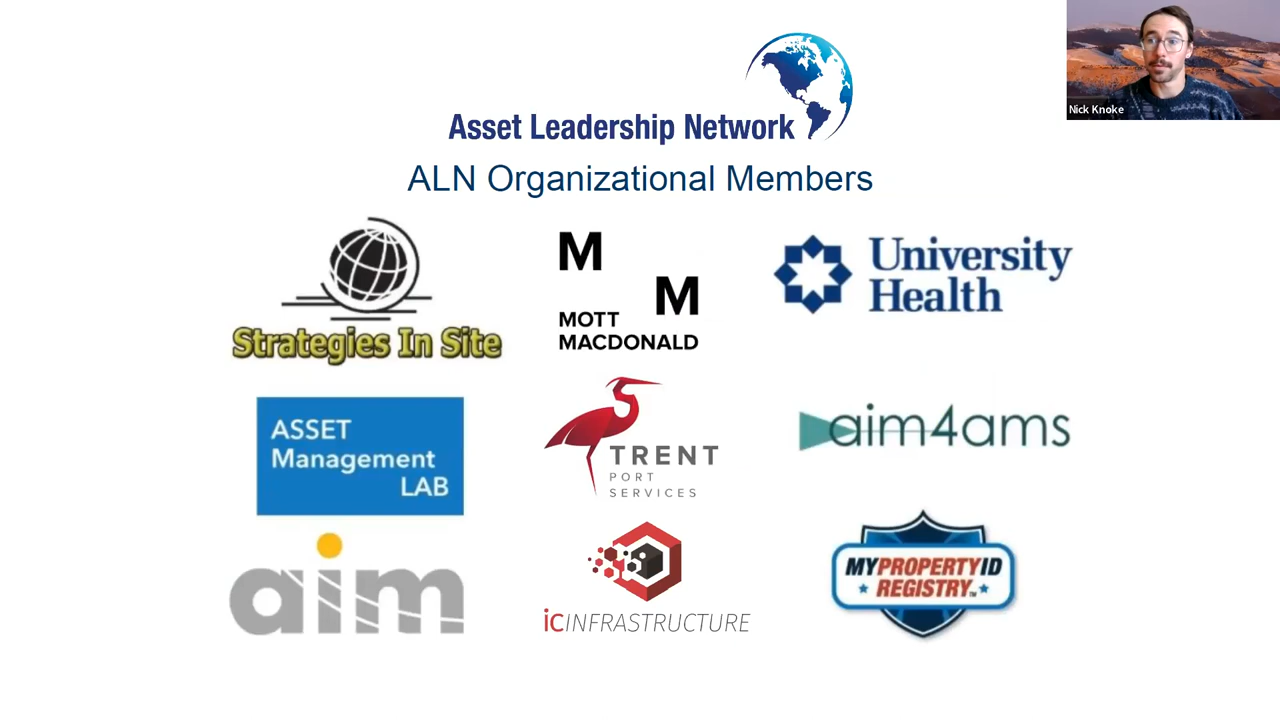 Nick Knoke
Asset Leadership Network
ALN Organizational Members
Strategies In Site
M
M
MOTT
MACDONALD
University
Health
ASSET
Management
LAB
TRENT
PORT
SERVICES
aim4ams
aim
iCINFRASTRUCTURE
MYPROPERTYID
REGISTRY™